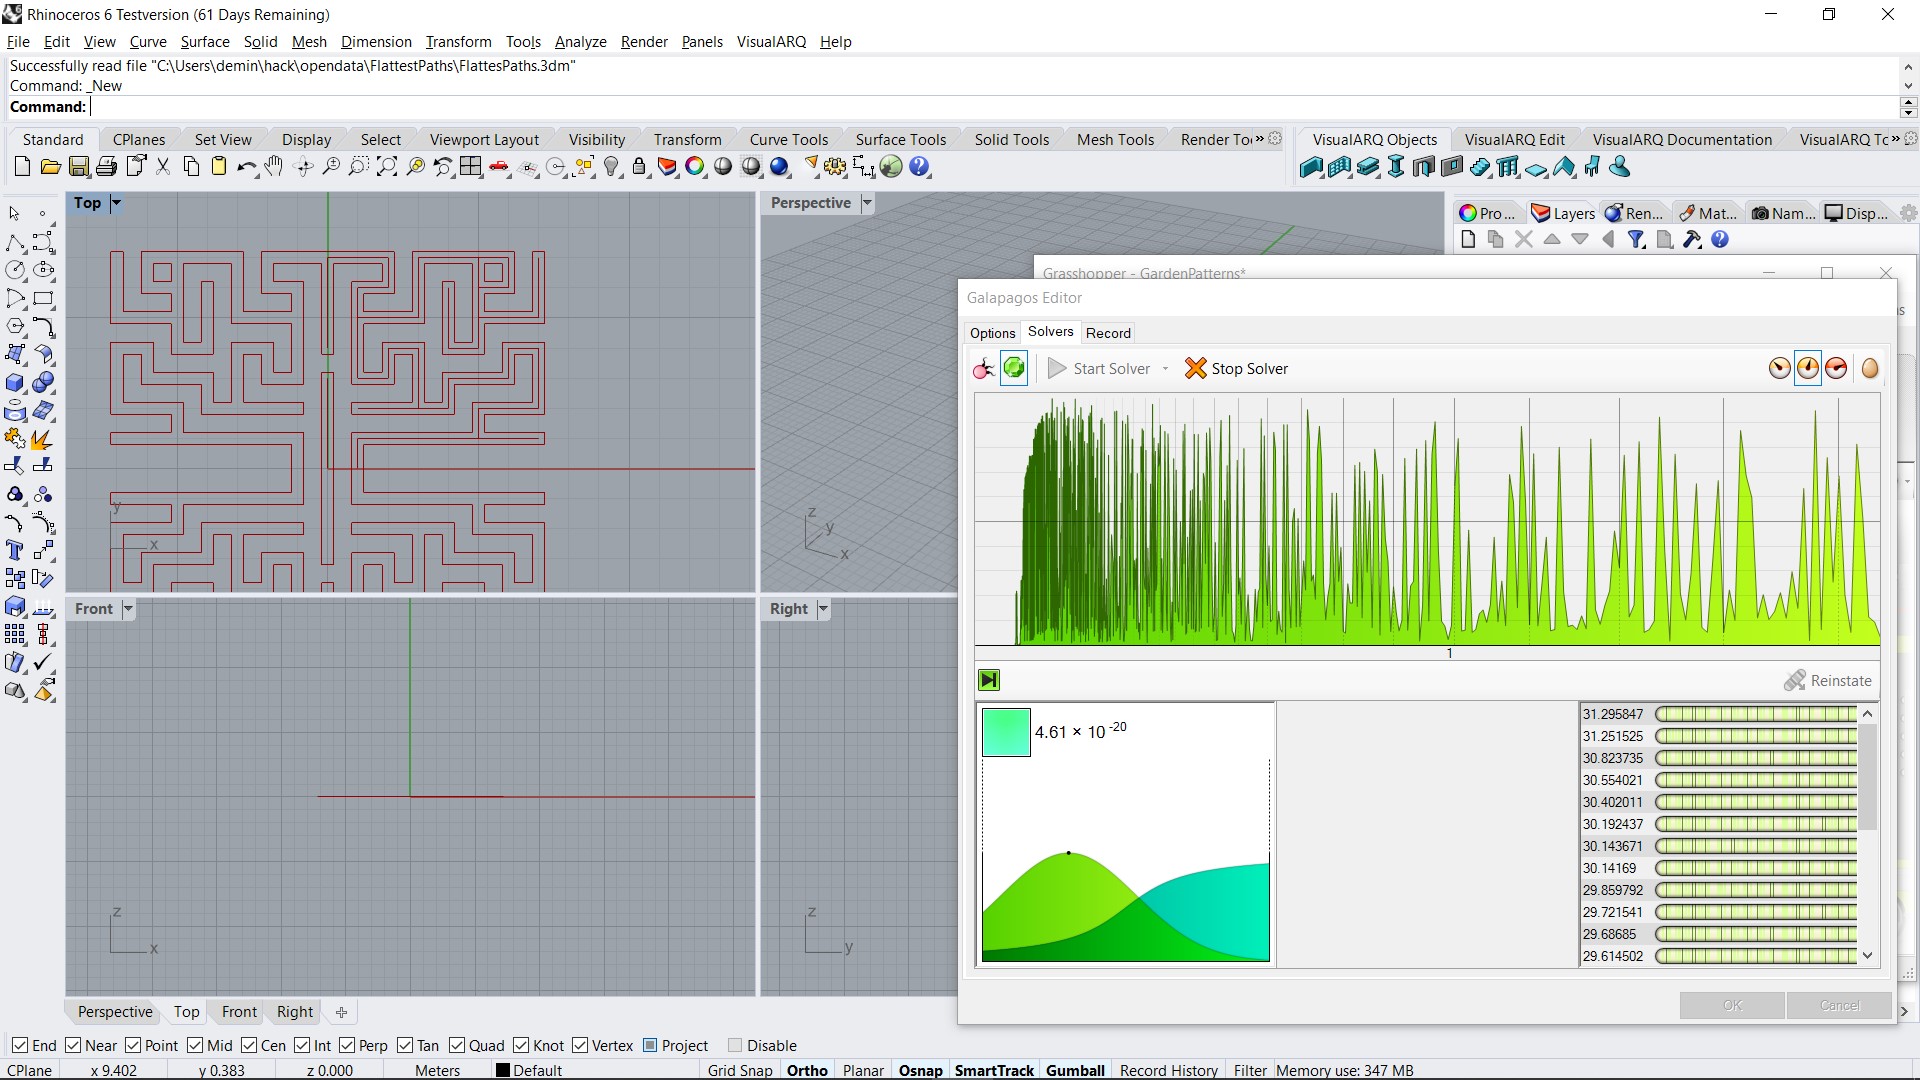 Rhinoceros 6 Testversion (61 Days Remaining)
File Edit View Curve Surface Solid Mesh Dimension Transform Tools Analyze Render Panels VisualARQ Help
Successfully read file "C:\Users\demin\hack\opendata\FlattestPaths\FlattesPaths.3dm"
Command: _New
Command:
Standard CPlanes Set View Display Select Viewport Layout Visibility Transform Curve Tools Surface Tools Solid Tools Mesh Tools Render To» VisualARQ Objects VisualARQ Edit VisualARQ Documentation VisualARQ To»
Top Perspective Pro... Layers Ren... Mat... Nam... Disp...
Grasshopper - GardenPatterns*
Galapagos Editor
s
Options Solvers Record
Start Solver Stop Solver
y
x
z
y
x
1
Front Right
Reinstate
4.61 × 10 -20
31.295847
31.251525
30.823735
30.554021
30.402011
30.192437
30.143671
30.14169
29.859792
29.721541
29.68685
29.614502
z
x
z
y
OK Cancel
Perspective Top Front Right
End Near Point Mid Cen Int Perp Tan Quad Knot Vertex Project Disable
CPlane x 9.402 y 0.383 z 0.000 Meters Default Grid Snap Ortho Planar Osnap SmartTrack Gumball Record History Filter Memory use: 347 MB